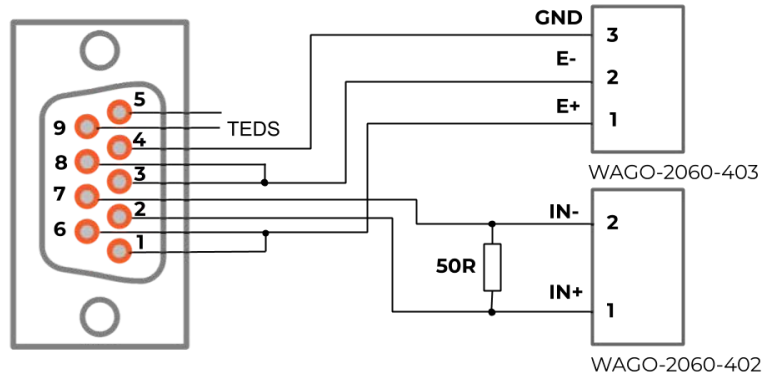 GND
3
E-
2
5
E+
1
9
TEDS
4
8
WAGO-2060-403
3
7
2
IN-
2
6
1
50R
IN+
1
WAGO-2060-402